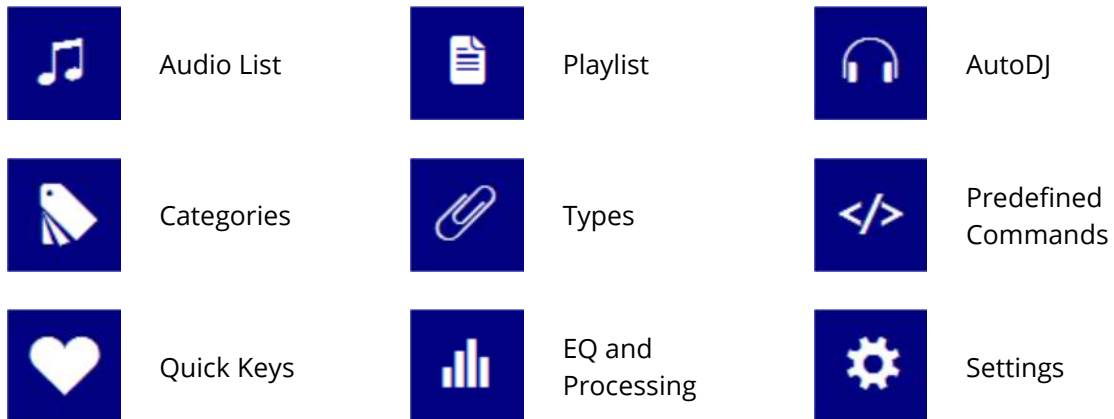 Audio List
Playlist
AutoDJ
Categories
Types
</>
Predefined
Commands
Quick Keys
EQ and
Processing
Settings